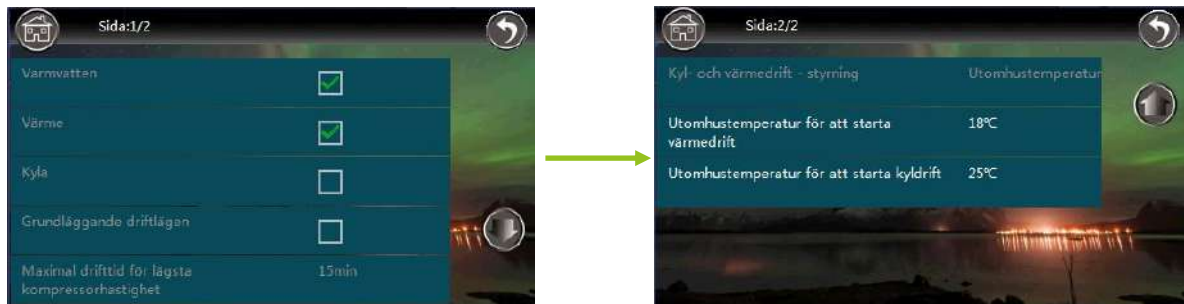 Sida:1/2
Varmvatten
Värme
Kyla
Grundläggande driftlägen
Maximal drifttid för lägsta
kompressorhastighet
15min
Sida:2/2
Kyl- och värmedrift - styrning
Utomhustemperatur
Utomhustemperatur för att starta
värmedrift
18℃
Utomhustemperatur för att starta kyldrift
25℃